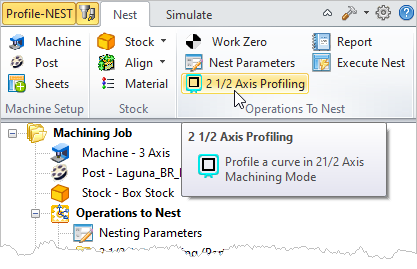 Profile-NEST Nest Simulate
Machine Stock Work Zero Report
Post Align Nest Parameters Execute Nest
Sheets Material 2 1/2 Axis Profiling
Machine Setup Stock Operations To Nest
Machining Job
2 1/2 Axis Profiling
Machine - 3 Axis
Profile a curve in 21/2 Axis
Post - Laguna_BR_
Machining Mode
Stock - Box Stock
Operations to Nest
Nesting Parameters